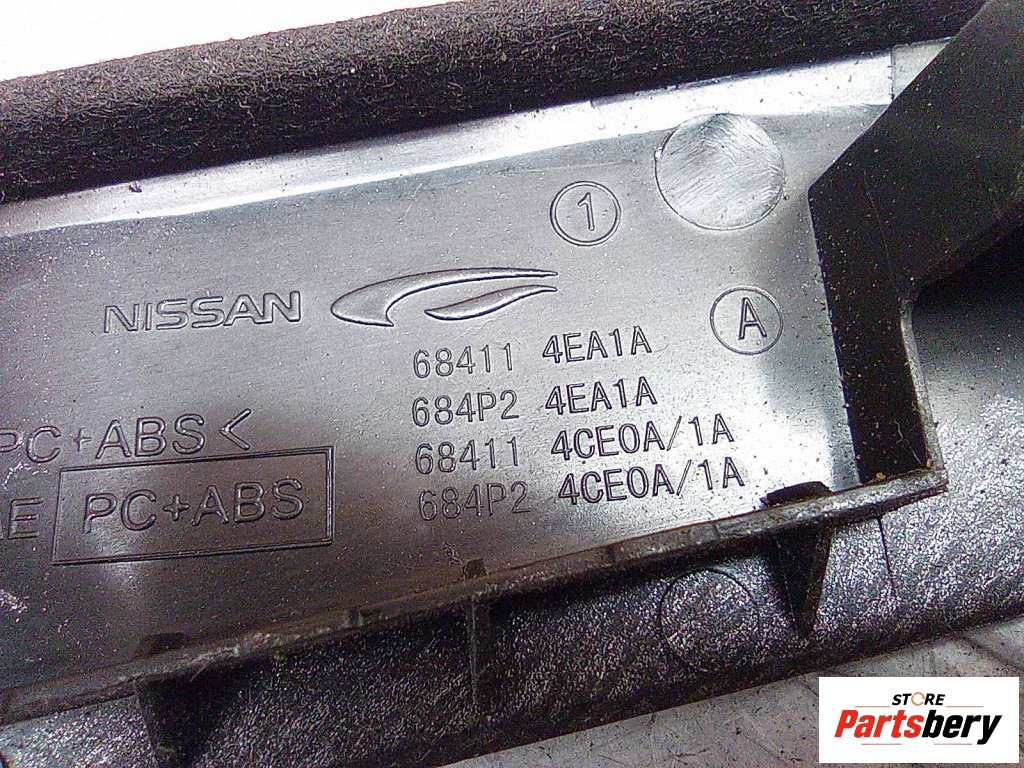 1
NISSAN
A
68411 4EA1A
684P2 4EA1A
68411 4CE0A/1A
684P2 4CE0A/1A
PC+ABS<
PC+ABS
STORE
Partsbery